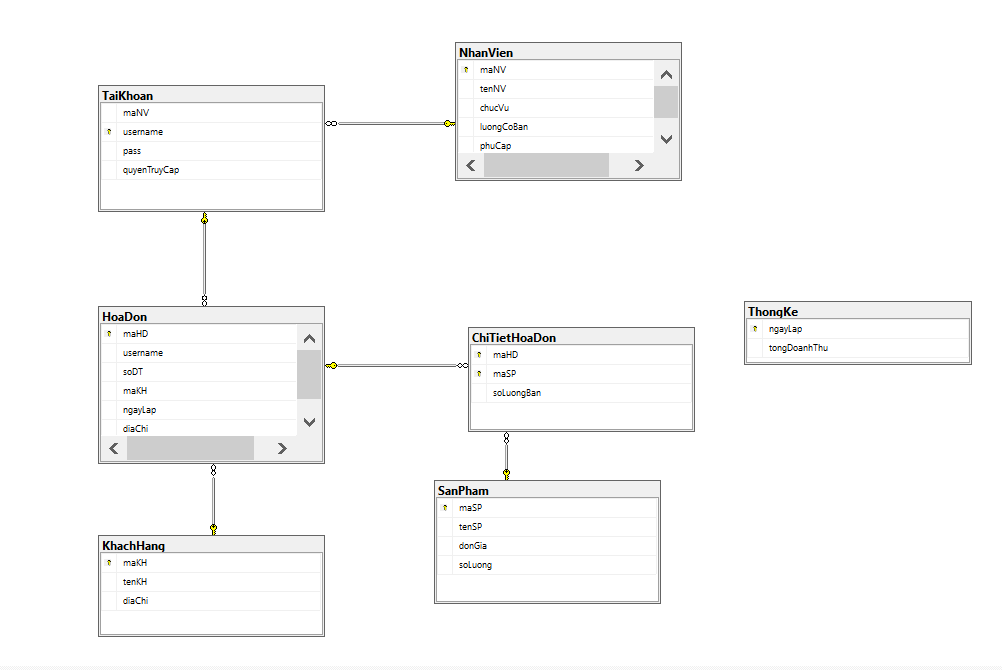 NhanVien
maNV
tenNV
chucVu
luongCoBan
phuCap
TaiKhoan
maNV
username
pass
quyenTruyCap
HoaDon
maHD
username
soDT
maKH
ngayLap
diaChi
ChiTietHoaDon
maHD
maSP
soLuongBan
ThongKe
ngayLap
tongDoanhThu
SanPham
maSP
tenSP
donGia
soLuong
KhachHang
maKH
tenKH
diaChi